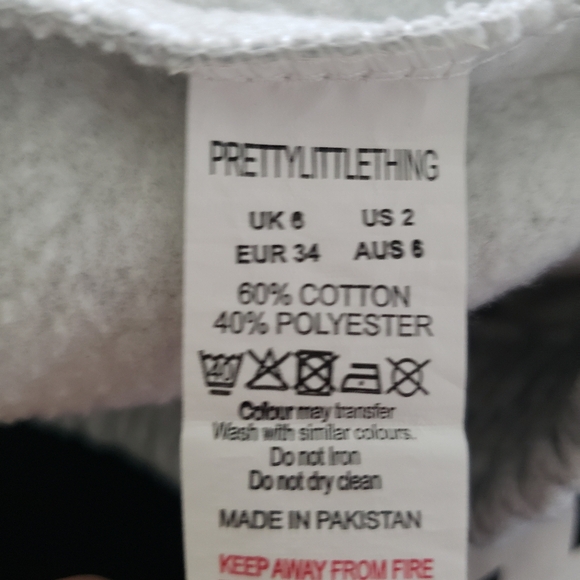 PRETTYLITTLETHING
UK 6 US 2
EUR 34 AUS 6
60% COTTON
40% POLYESTER
40
Colour may transfer
Wash with similar colours.
Do not Iron
Do not dry clean
MADE IN PAKISTAN
KEEP AWAY FROM FIRE